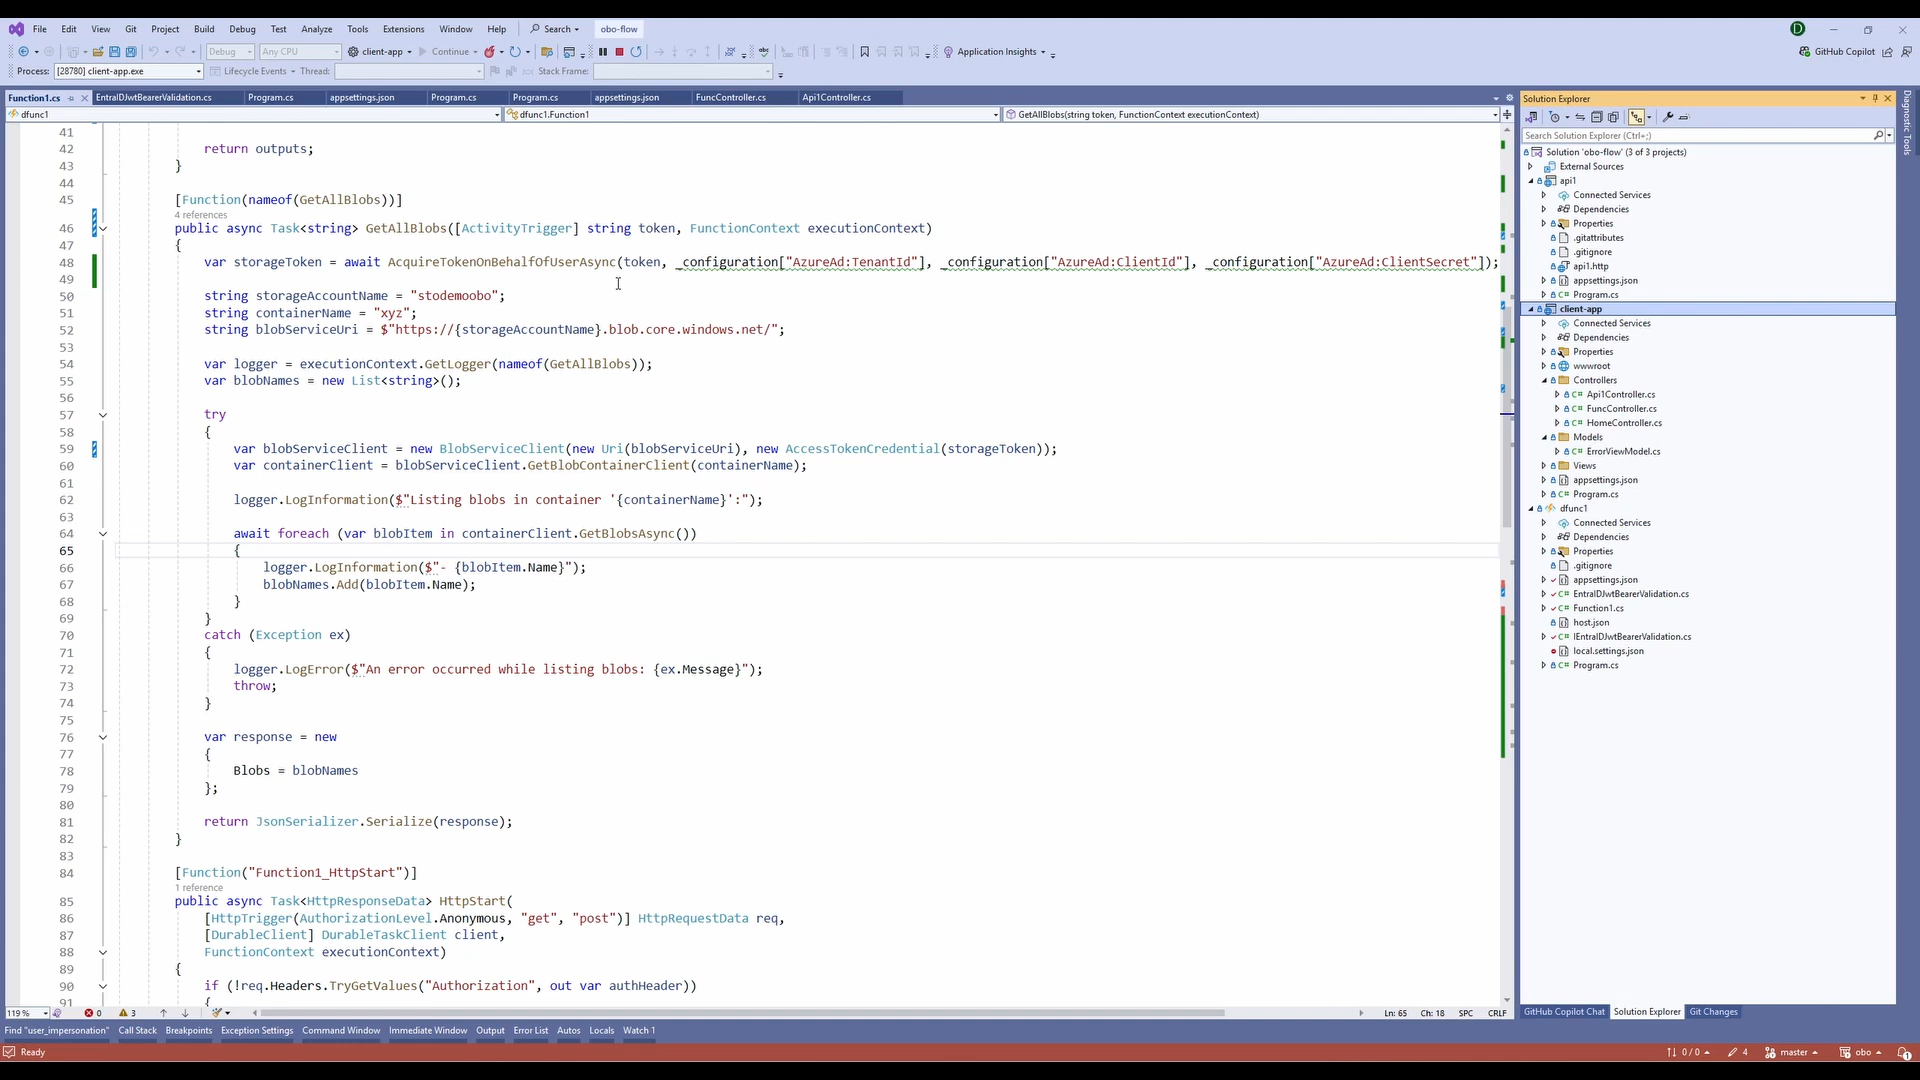 File Edit View Git Project Build Debug Test Analyze Tools Extensions Window Help Search obo-flow D
Debug Any CPU client-app Continue Application Insights GitHub Copilot
Process: [28780] client-app.exe Lifecycle Events Thread: Stack Frame:
Function1.cs EntraIDJwtBearerValidation.cs Program.cs appsettings.json Program.cs Program.cs appsettings.json FuncController.cs Api1Controller.cs
dfunc1 dfunc1.Function1 GetAllBlobs(string token, FunctionContext executionContext)
41
42 return outputs;
43 }
44
45 [Function(nameof(GetAllBlobs))]
4 references
46 public async Task<string> GetAllBlobs([ActivityTrigger] string token, FunctionContext executionContext)
47 {
48 var storageToken = await AcquireTokenOnBehalfOfUserAsync(token, _configuration["AzureAd:TenantId"], _configuration["AzureAd:ClientId"], _configuration["AzureAd:ClientSecret"]);
49
50 string storageAccountName = "stodemoobo";
51 string containerName = "xyz";
52 string blobServiceUri = $"https://{storageAccountName}.blob.core.windows.net/";
53
54 var logger = executionContext.GetLogger(nameof(GetAllBlobs));
55 var blobNames = new List<string>();
56
57 try
58 {
59 var blobServiceClient = new BlobServiceClient(new Uri(blobServiceUri), new AccessTokenCredential(storageToken));
60 var containerClient = blobServiceClient.GetBlobContainerClient(containerName);
61
62 logger.LogInformation($"Listing blobs in container '{containerName}':");
63
64 await foreach (var blobItem in containerClient.GetBlobsAsync())
65 {
66 logger.LogInformation($"- {blobItem.Name}");
67 blobNames.Add(blobItem.Name);
68 }
69 }
70 catch (Exception ex)
71 {
72 logger.LogError($"An error occurred while listing blobs: {ex.Message}");
73 throw;
74 }
75
76 var response = new
77 {
78 Blobs = blobNames
79 };
80
81 return JsonSerializer.Serialize(response);
82 }
83
84 [Function("Function1_HttpStart")]
1 reference
85 public async Task<HttpResponseData> HttpStart(
86 [HttpTrigger(AuthorizationLevel.Anonymous, "get", "post")] HttpRequestData req,
87 [DurableClient] DurableTaskClient client,
88 FunctionContext executionContext)
89 {
90 if (!req.Headers.TryGetValues("Authorization", out var authHeader))
91 {
119 % 0 3 Ln: 65 Ch: 18 SPC CRLF
Solution Explorer
Search Solution Explorer (Ctrl+;)
Solution 'obo-flow' (3 of 3 projects)
External Sources
api1
Connected Services
Dependencies
Properties
.gitattributes
.gitignore
api1.http
appsettings.json
Program.cs
client-app
Connected Services
Dependencies
Properties
wwwroot
Controllers
Api1Controller.cs
FuncController.cs
HomeController.cs
Models
ErrorViewModel.cs
Views
appsettings.json
Program.cs
dfunc1
Connected Services
Dependencies
Properties
.gitignore
appsettings.json
EntraIDJwtBearerValidation.cs
Function1.cs
host.json
IEntraIDJwtBearerValidation.cs
local.settings.json
Program.cs
GitHub Copilot Chat Solution Explorer Git Changes
Diagnostic Tools
Find "user_impersonation" Call Stack Breakpoints Exception Settings Command Window Immediate Window Output Error List Autos Locals Watch 1
Ready 0 / 0 4 master obo 1